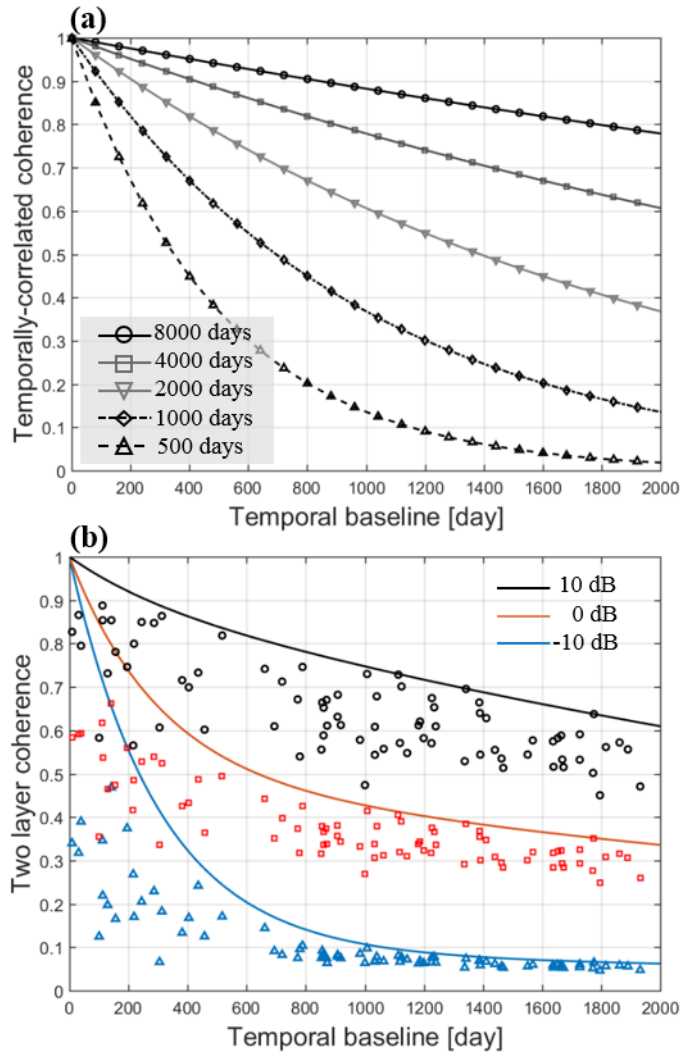 (a)
Temporally-correlated coherence
1
0.9
0.8
0.7
0.6
0.5
0.4
0.3
0.2
0.1
0
8000 days
4000 days
2000 days
1000 days
500 days
0 200 400 600 800 1000 1200 1400 1600 1800 2000
Temporal baseline [day]
(b)
Two layer coherence
1
0.9
0.8
0.7
0.6
0.5
0.4
0.3
0.2
0.1
0
10 dB
0 dB
-10 dB
0 200 400 600 800 1000 1200 1400 1600 1800 2000
Temporal baseline [day]